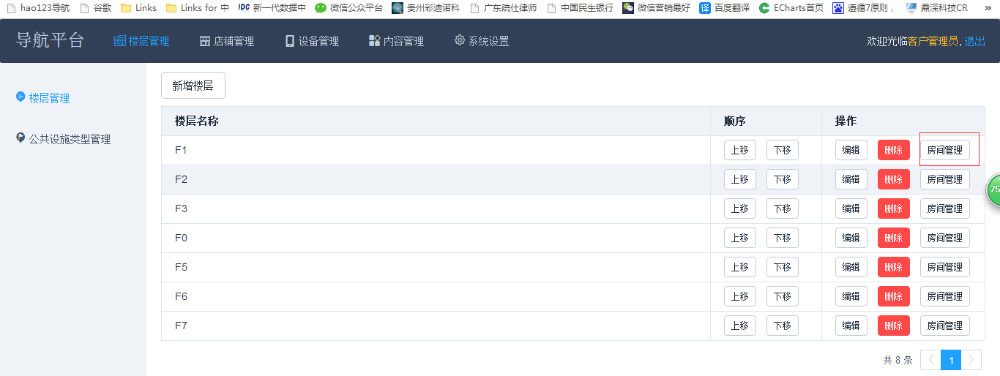 hao123导航 谷歌 Links Links for 中 IDC 新一代数据中 微信公众平台 贵州彩迪诺科 广东疏仕律师 中国民生银行 微信营销最好 译 百度翻译 ECharts首页 遵循7原则， 鼎深科技CR »
导航平台 楼层管理 店铺管理 设备管理 内容管理 系统设置 欢迎光临客户管理员, 退出
新增楼层
楼层管理
公共设施类型管理
楼层名称 顺序 操作
F1 上移 下移 编辑 删除 房间管理
F2 上移 下移 编辑 删除 房间管理
75
F3 上移 下移 编辑 删除 房间管理
F0 上移 下移 编辑 删除 房间管理
F5 上移 下移 编辑 删除 房间管理
F6 上移 下移 编辑 删除 房间管理
F7 上移 下移 编辑 删除 房间管理
共 8 条 1